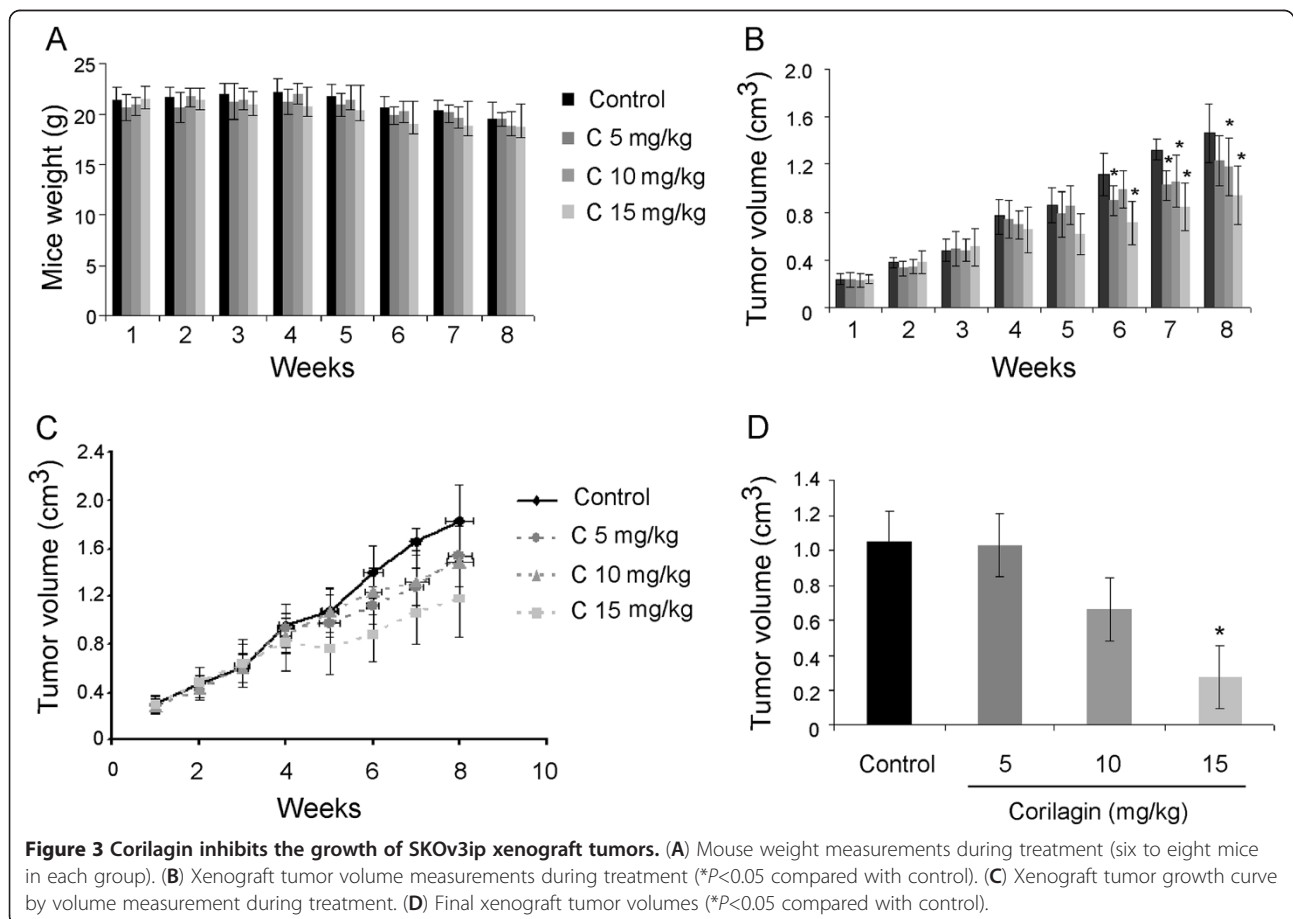 A
Mice weight (g)
25
20
15
10
5
0
1 2 3 4 5 6 7 8
Weeks
Control
C 5 mg/kg
C 10 mg/kg
C 15 mg/kg
B
Tumor volume (cm3)
2.0
1.6
1.2
0.8
0.4
0
* * * * * * *
1 2 3 4 5 6 7 8
Weeks
C
Tumor volume (cm3)
2.4
2.0
1.6
1.2
0.8
0.4
0
0 2 4 6 8 10
Weeks
Control
C 5 mg/kg
C 10 mg/kg
C 15 mg/kg
D
Tumor volume (cm3)
1.4
1.2
1.0
0.8
0.6
0.4
0.2
0
*
Control 5 10 15
Corilagin (mg/kg)
Figure 3 Corilagin inhibits the growth of SKOv3ip xenograft tumors. (A) Mouse weight measurements during treatment (six to eight mice
in each group). (B) Xenograft tumor volume measurements during treatment (*P<0.05 compared with control). (C) Xenograft tumor growth curve
by volume measurement during treatment. (D) Final xenograft tumor volumes (*P<0.05 compared with control).